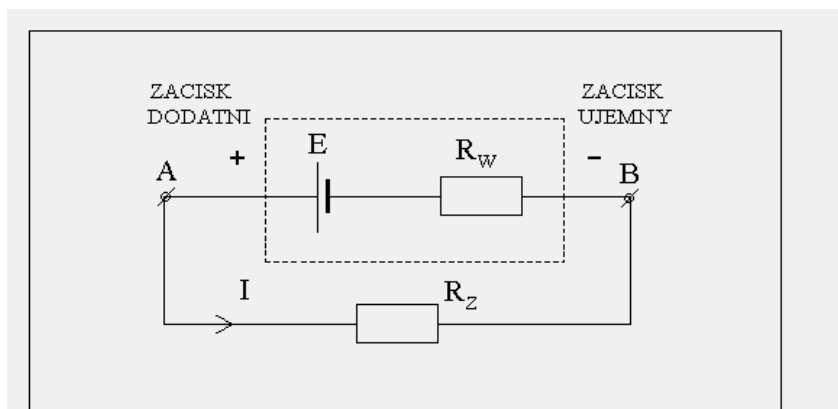 ZACISK
DODATNI
ZACISK
UJEMNY
+
E
R_W
−
A
B
I
R_Z